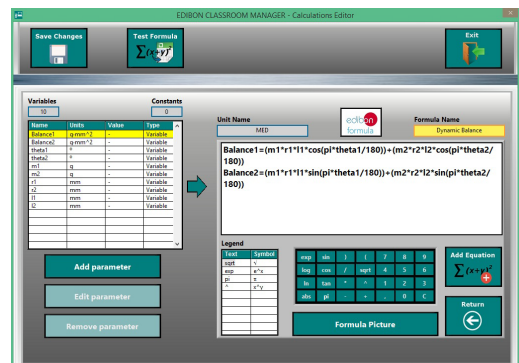 EDIBON CLASSROOM MANAGER - Calculations Editor
Save Changes
Test Formula
Σ(x+y)²
Exit
Variables
Constants
10
0
Name Units Value Type
Balance1 g·mm^2 - Variable
Balance2 g·mm^2 - Variable
theta1 º - Variable
theta2 º - Variable
m1 g - Variable
m2 g - Variable
r1 mm - Variable
r2 mm - Variable
l1 mm - Variable
l2 mm - Variable
Add parameter
Edit parameter
Remove parameter
Unit Name
MED
edibon
formula
Formula Name
Dynamic Balance
Balance1=(m1*r1*l1*cos(pi*theta1/180))+(m2*r2*l2*cos(pi*theta2/
180))
Balance2=(m1*r1*l1*sin(pi*theta1/180))+(m2*r2*l2*sin(pi*theta2/
180))
Legend
Text Symbol
sqrt √
exp e^x
pi π
^ x^y
exp sin ) ( 7 8 9
log cos / sqrt 4 5 6
ln tan * ^ 1 2 3
abs pi - + . 0 C
Formula Picture
Add Equation
Σ(x+y)²
Return